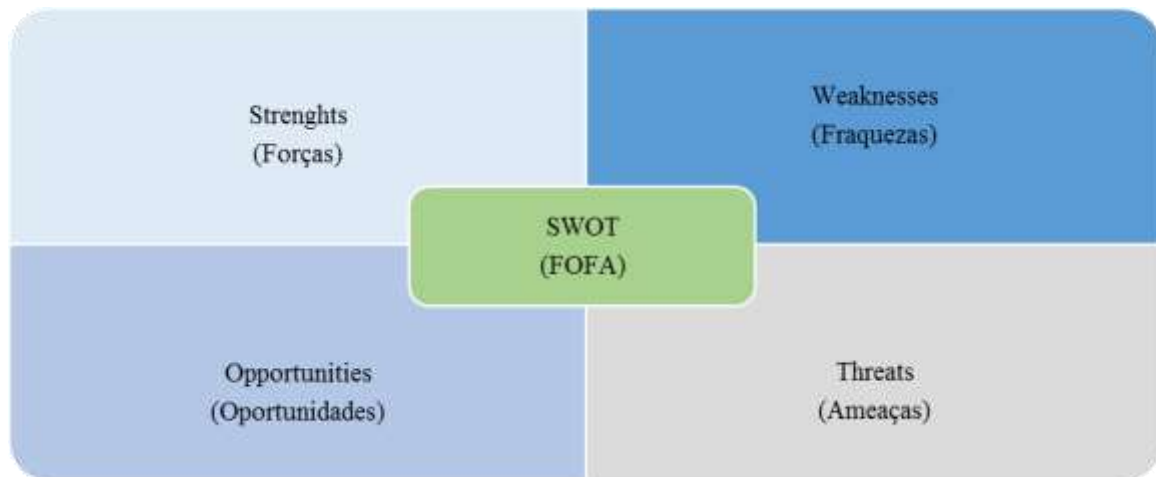 Strenghts
(Forças)
Weaknesses
(Fraquezas)
SWOT
(FOFA)
Opportunities
(Oportunidades)
Threats
(Ameaças)